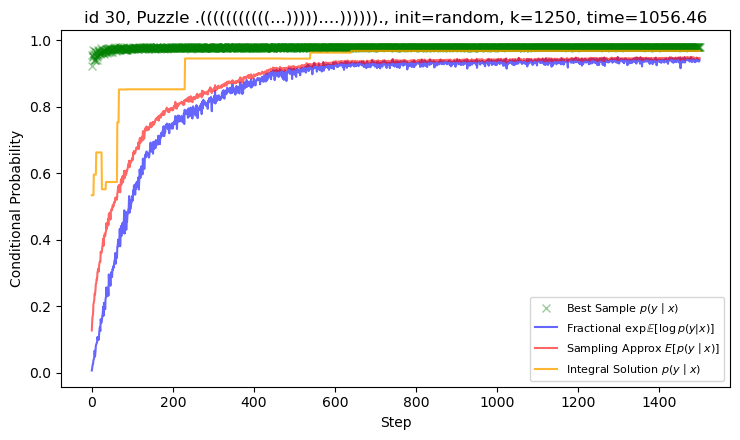 id 30, Puzzle .(((((((((((...)))))....))))))., init=random, k=1250, time=1056.46
1.0
0.8
0.6
0.4
0.2
0.0
Conditional Probability
Best Sample p(y | x)
Fractional exp𝔼[log p(y|x)]
Sampling Approx E[p(y | x)]
Integral Solution p(y | x)
0 200 400 600 800 1000 1200 1400
Step